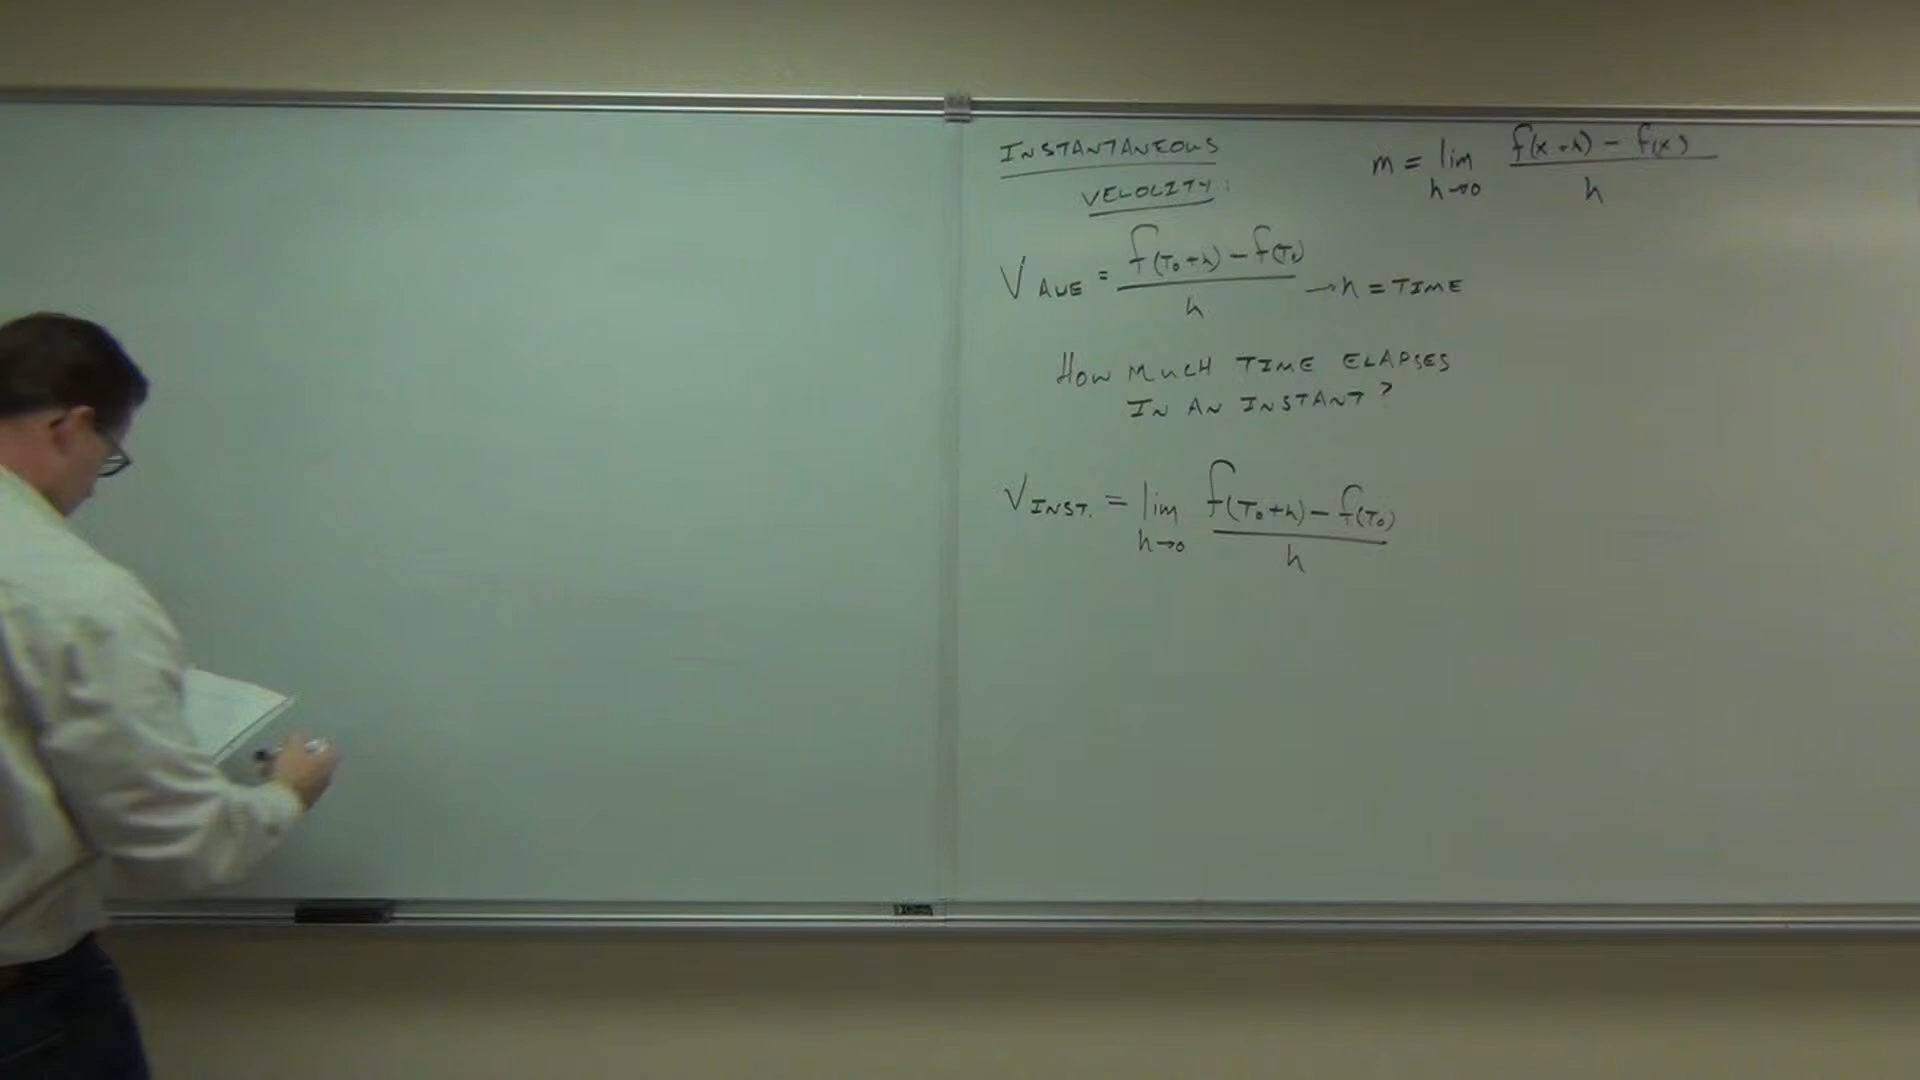 INSTANTANEOUS
VELOCITY:
m = lim h→0 f(x+h) - f(x) / h
V AVE = f(T₀+h) - f(T₀) / h → h = TIME
HOW MUCH TIME ELAPSES
IN AN INSTANT?
V INST. = lim h→0 f(T₀+h) - f(T₀) / h